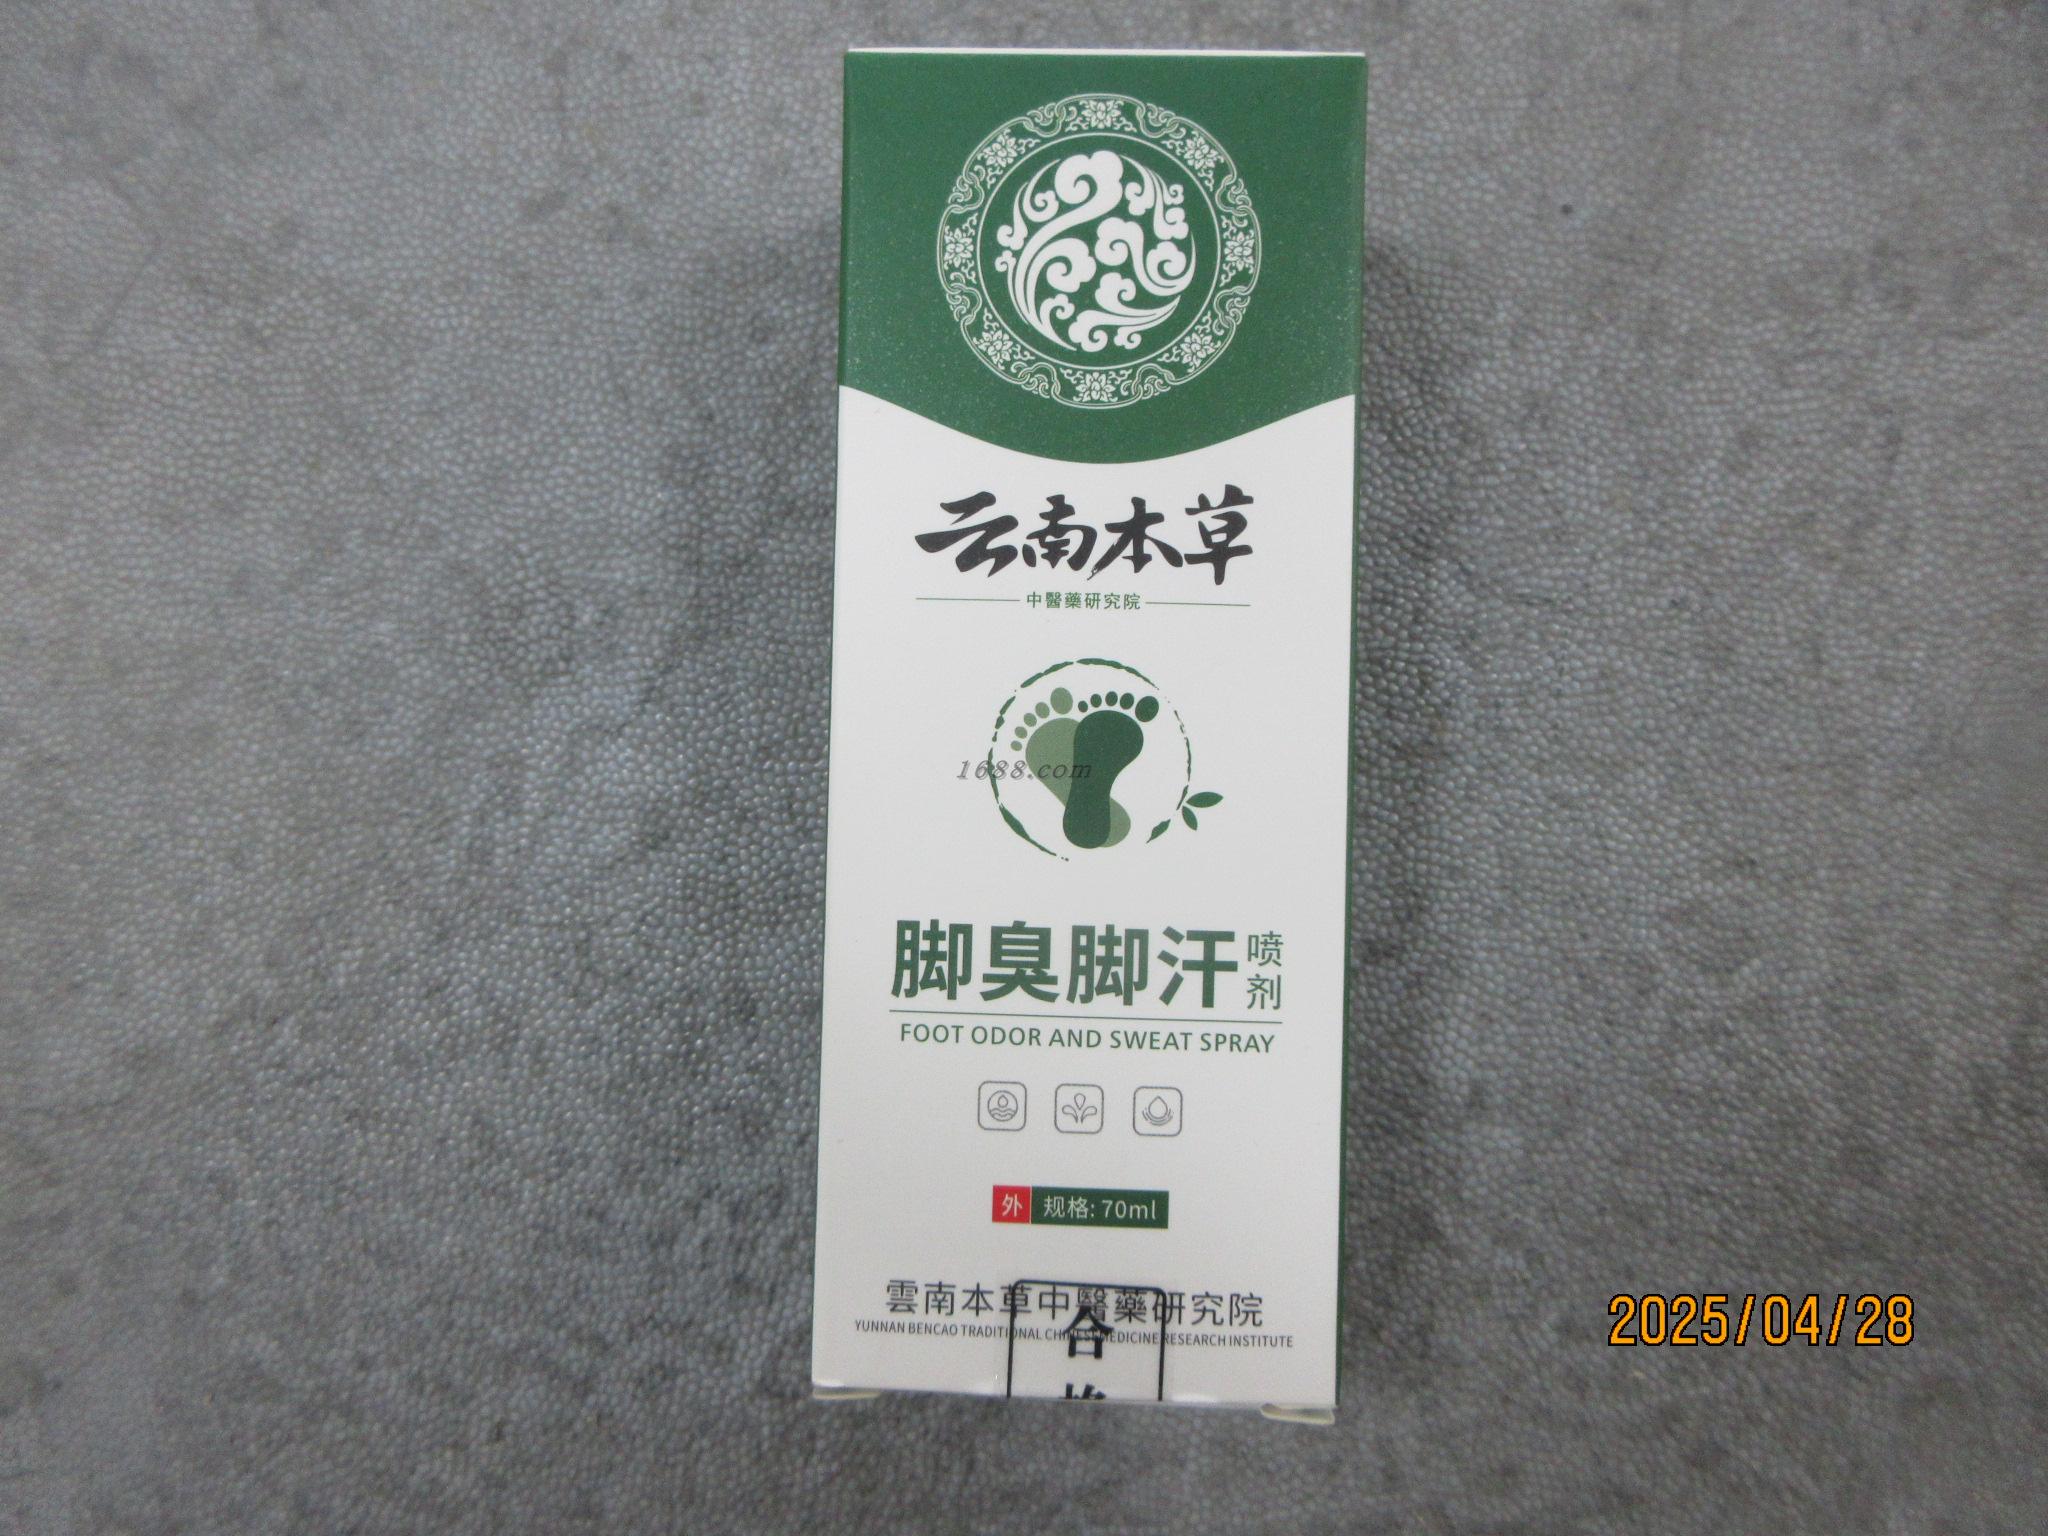 云南本草
中醫藥研究院
1688.com
脚臭脚汗 喷剂
FOOT ODOR AND SWEAT SPRAY
外 规格: 70ml
雲南本草中醫藥研究院
YUNNAN BENCAO TRADITIONAL CHINESE MEDICINE RESEARCH INSTITUTE
合
2025/04/28